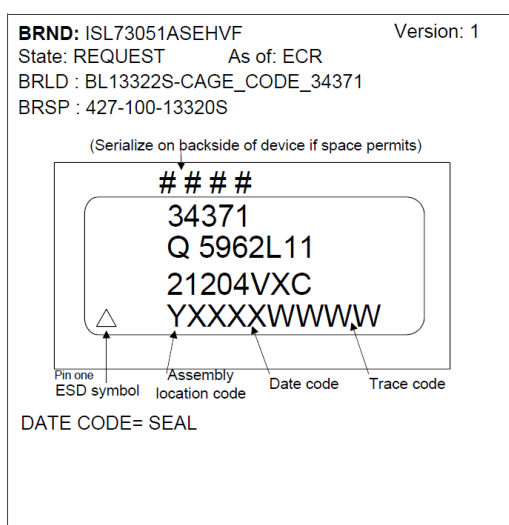 BRND: ISL73051ASEHVF Version: 1
State: REQUEST As of: ECR
BRLD : BL13322S-CAGE_CODE_34371
BRSP : 427-100-13320S
(Serialize on backside of device if space permits)
# # # #
34371
Q 5962L11
21204VXC
YXXXXWWWW
Pin one
ESD symbol
Assembly
location code
Date code
Trace code
DATE CODE= SEAL